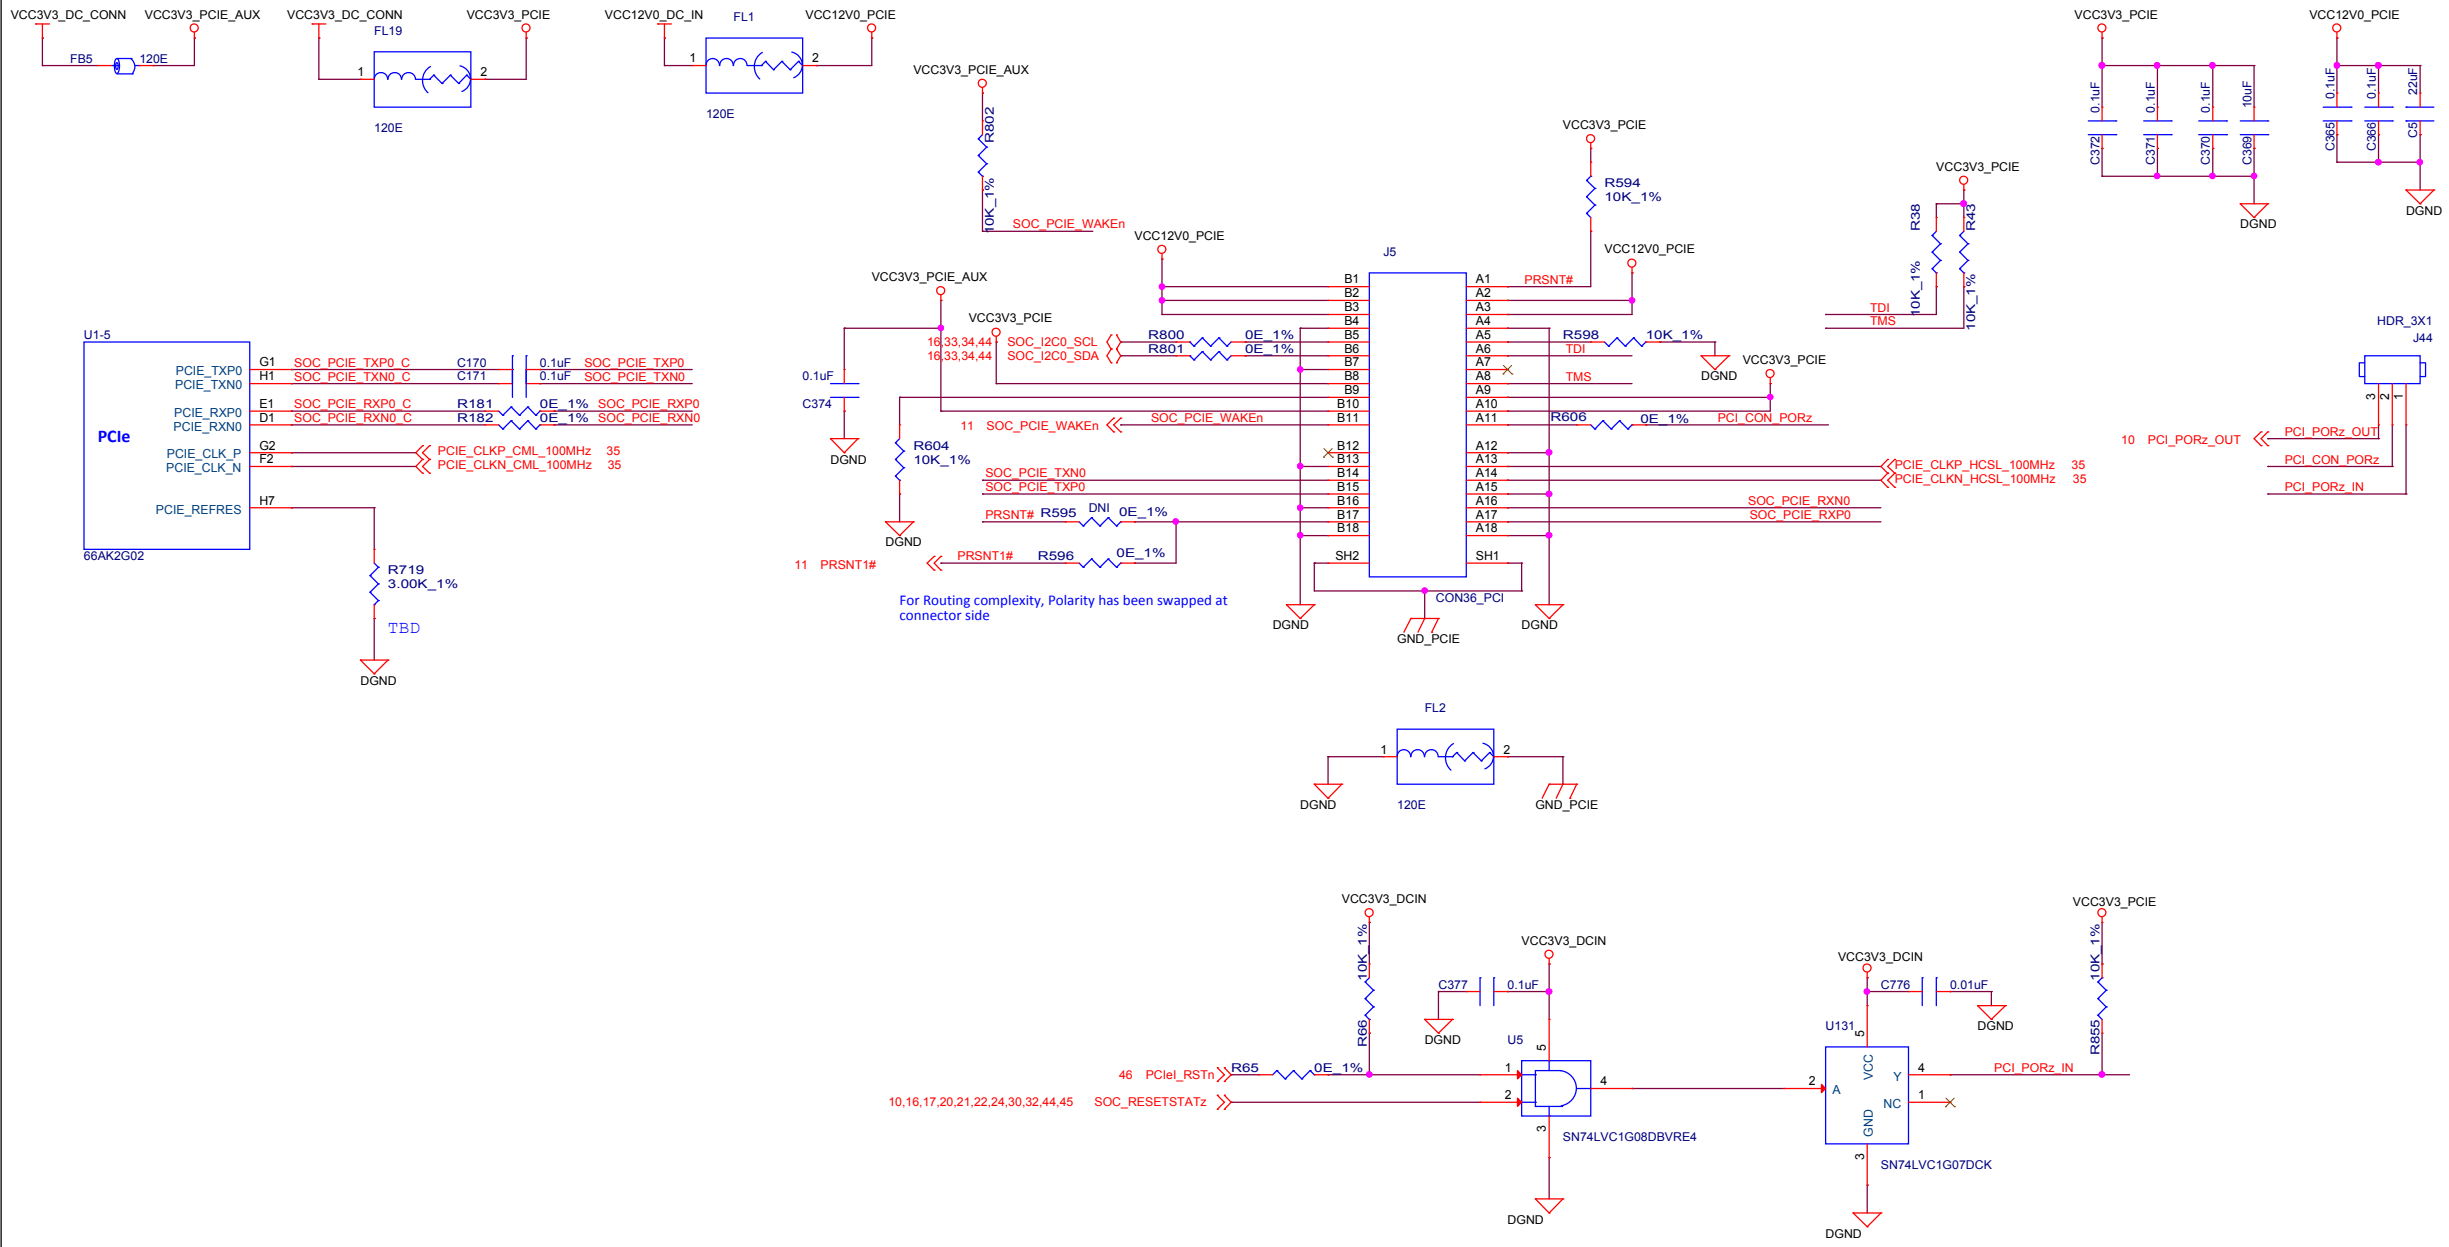 VCC3V3_DC_CONN VCC3V3_PCIE_AUX
FB5 120E
VCC3V3_DC_CONN VCC3V3_PCIE
FL19
1 2
120E
VCC12V0_DC_IN FL1 VCC12V0_PCIE
1 2
120E
VCC3V3_PCIE_AUX
R802
10K_1%
SOC_PCIE_WAKEn
VCC3V3_PCIE
R594
10K_1%
VCC3V3_PCIE
R38 R43
10K_1% 10K_1%
TDI
TMS
VCC3V3_PCIE
0.1uF 0.1uF 0.1uF 10uF
C372 C371 C370 C369
DGND
VCC12V0_PCIE
0.1uF 0.1uF 22uF
C365 C366 C5
DGND
U1-5
PCIe
PCIE_TXP0 G1 SOC_PCIE_TXP0_C C170 0.1uF SOC_PCIE_TXP0
PCIE_TXN0 H1 SOC_PCIE_TXN0_C C171 0.1uF SOC_PCIE_TXN0
PCIE_RXP0 E1 SOC_PCIE_RXP0_C R181 0E_1% SOC_PCIE_RXP0
PCIE_RXN0 D1 SOC_PCIE_RXN0_C R182 0E_1% SOC_PCIE_RXN0
PCIE_CLK_P G2 PCIE_CLKP_CML_100MHz 35
PCIE_CLK_N F2 PCIE_CLKN_CML_100MHz 35
PCIE_REFRES H7
66AK2G02
R719
3.00K_1%
TBD
DGND
VCC3V3_PCIE_AUX
0.1uF
C374
DGND
VCC3V3_PCIE
16,33,34,44 SOC_I2C0_SCL R800 0E_1%
16,33,34,44 SOC_I2C0_SDA R801 0E_1%
11 SOC_PCIE_WAKEn SOC_PCIE_WAKEn
R604
10K_1%
DGND
SOC_PCIE_TXN0
SOC_PCIE_TXP0
PRSNT# R595 DNI 0E_1%
11 PRSNT1# PRSNT1# R596 0E_1%
For Routing complexity, Polarity has been swapped at
connector side
VCC12V0_PCIE
J5
VCC12V0_PCIE
B1 A1 PRSNT#
B2 A2
B3 A3
B4 A4
B5 A5 R598 10K_1%
B6 A6 TDI
B7 A7
B8 A8 TMS
B9 A9
B10 A10
B11 A11 R606 0E_1% PCI_CON_PORz
B12 A12
B13 A13 PCIE_CLKP_HCSL_100MHz 35
B14 A14 PCIE_CLKN_HCSL_100MHz 35
B15 A15
B16 A16 SOC_PCIE_RXN0
B17 A17 SOC_PCIE_RXP0
B18 A18
SH2 SH1
DGND
VCC3V3_PCIE
CON36_PCI
DGND GND_PCIE DGND
HDR_3X1
J44
3 2 1
10 PCI_PORz_OUT PCI_PORz_OUT
PCI_CON_PORz
PCI_PORz_IN
FL2
1 2
DGND 120E GND_PCIE
VCC3V3_DCIN
10K_1%
R66
46 PCIeI_RSTn R65 0E_1%
10,16,17,20,21,22,24,30,32,44,45 SOC_RESETSTATz
VCC3V3_DCIN
C377 0.1uF
DGND
U5
5
1
2
4
3
SN74LVC1G08DBVRE4
DGND
VCC3V3_DCIN
C776 0.01uF
DGND
U131
5
VCC
2 A Y 4 PCI_PORz_IN
NC 1
GND
3
SN74LVC1G07DCK
DGND
VCC3V3_PCIE
10K_1%
R855